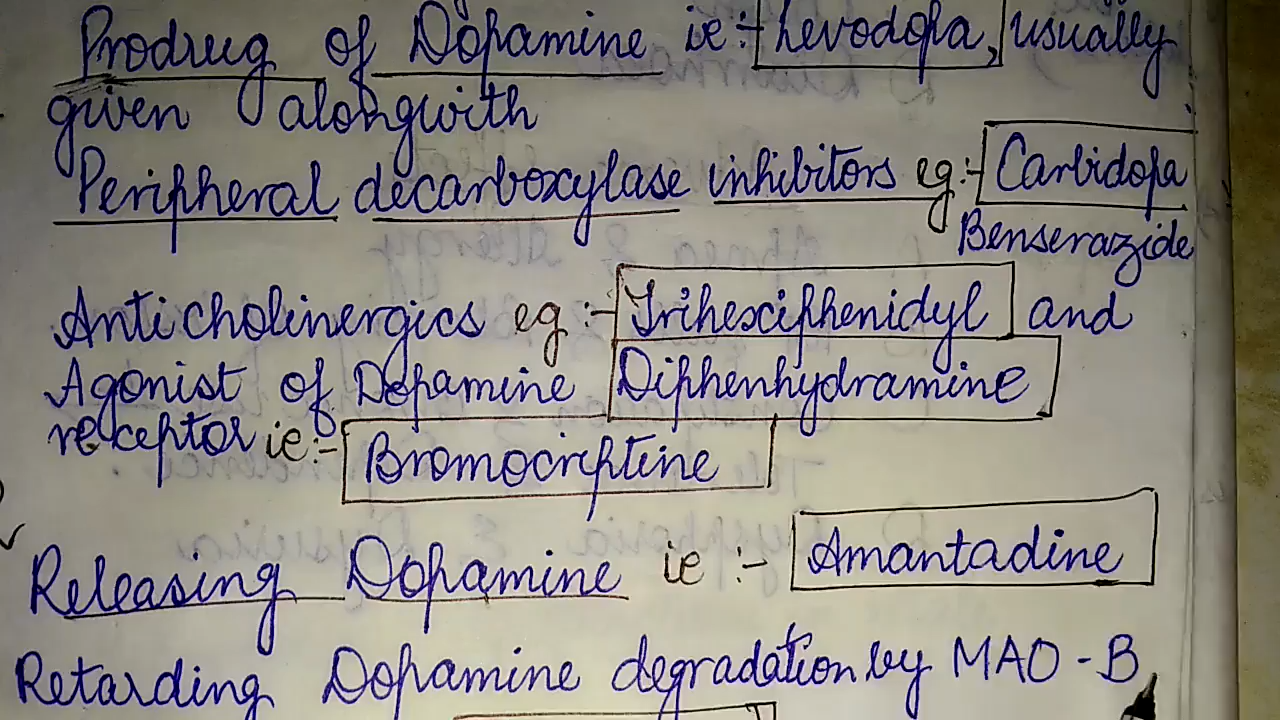 Prodrug of Dopamine ie:- Levodopa, usually
given alongwith
Peripheral decarboxylase inhibitors eg:- Carbidopa
Benserazide
Anticholinergics eg:- Trihexiphenidyl and
Agonist of Dopamine Diphenhydramine
receptor ie:- Bromocriptine
Releasing Dopamine ie :- Amantadine
Retarding Dopamine degradation by MAO-B